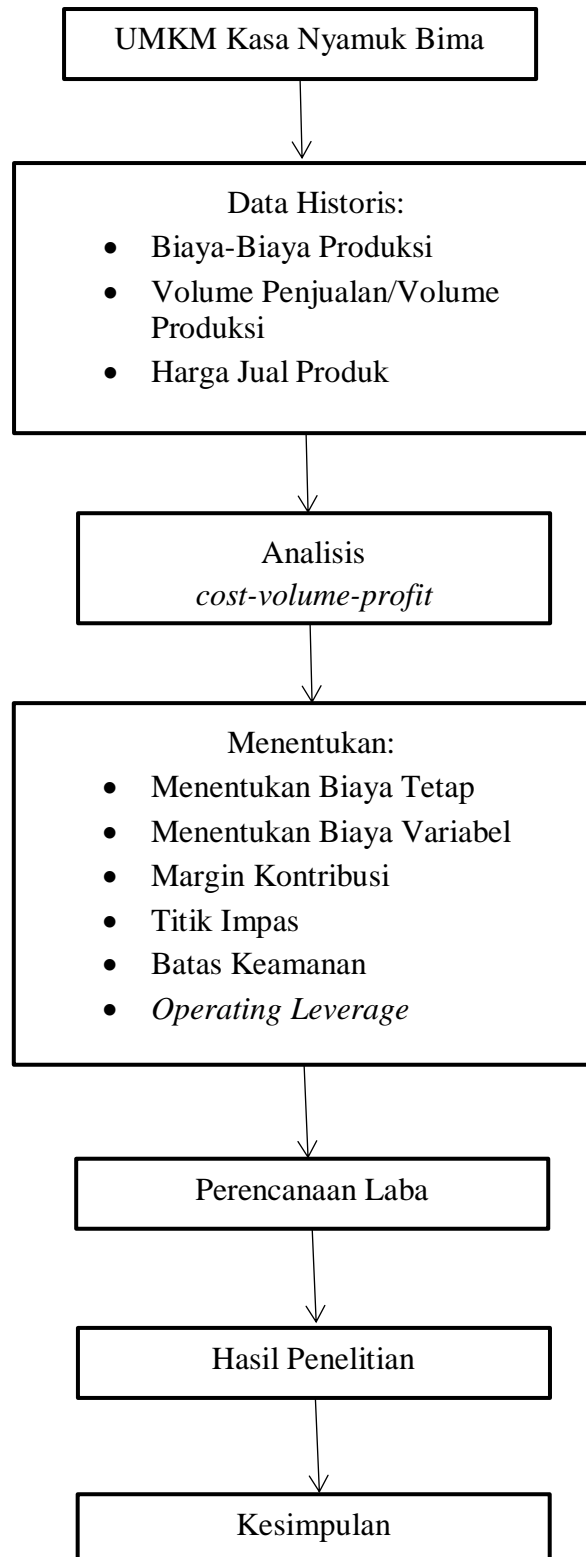 UMKM Kasa Nyamuk Bima
Data Historis:
• Biaya-Biaya Produksi
• Volume Penjualan/Volume
Produksi
• Harga Jual Produk
Analisis
cost-volume-profit
Menentukan:
• Menentukan Biaya Tetap
• Menentukan Biaya Variabel
• Margin Kontribusi
• Titik Impas
• Batas Keamanan
• Operating Leverage
Perencanaan Laba
Hasil Penelitian
Kesimpulan